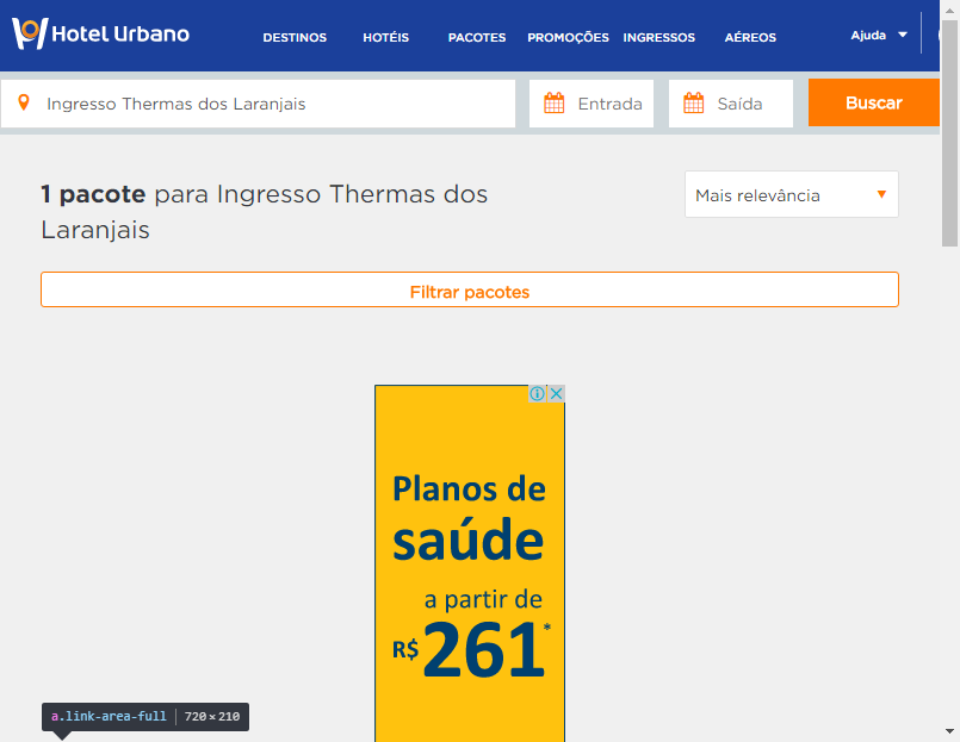 Hotel Urbano
DESTINOS HOTÉIS PACOTES PROMOÇÕES INGRESSOS AÉREOS Ajuda
Ingresso Thermas dos Laranjais Entrada Saída Buscar
1 pacote para Ingresso Thermas dos
Laranjais
Mais relevância
Filtrar pacotes
Planos de
saúde
a partir de
R$ 261*
a.link-area-full 720×210